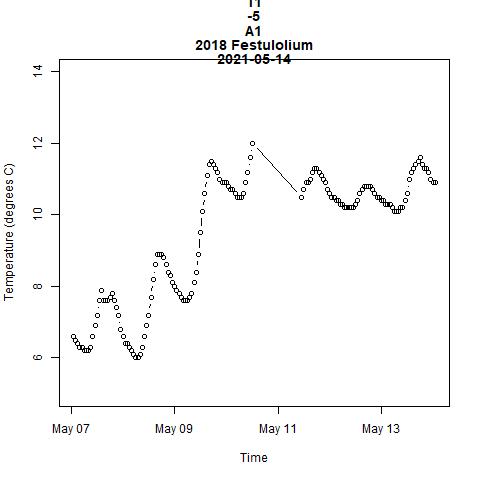 T1
-5
A1
2018 Festulolium
2021-05-14
Temperature (degrees C)
14
12
10
8
6
May 07
May 09
May 11
May 13
Time